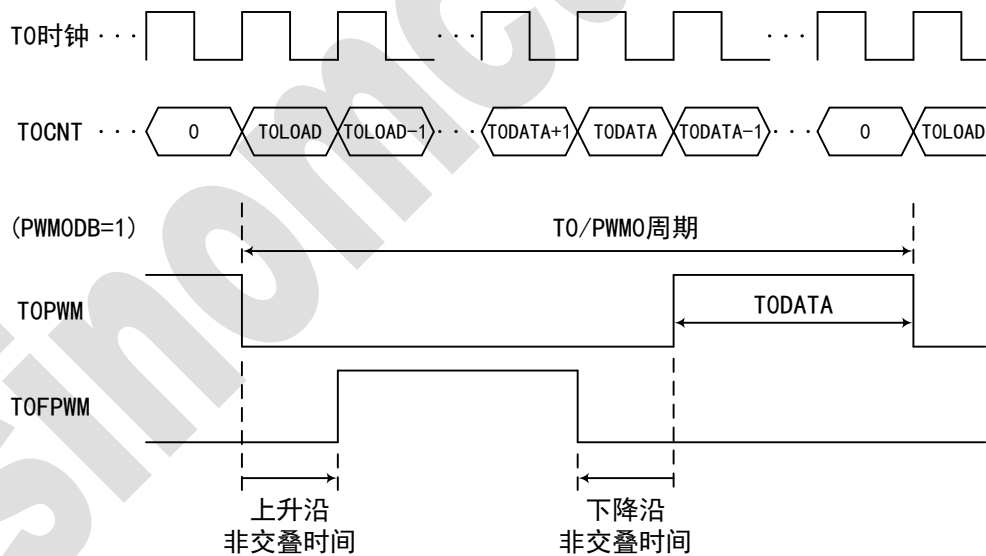 T0时钟 ··· ··· ···
T0CNT ··· 0 T0LOAD T0LOAD-1 ··· T0DATA+1 T0DATA T0DATA-1 ··· 0 T0LOAD
(PWM0DB=1) T0/PWM0周期
T0PWM T0DATA
T0FPWM
上升沿 下降沿
非交叠时间 非交叠时间
sinomc